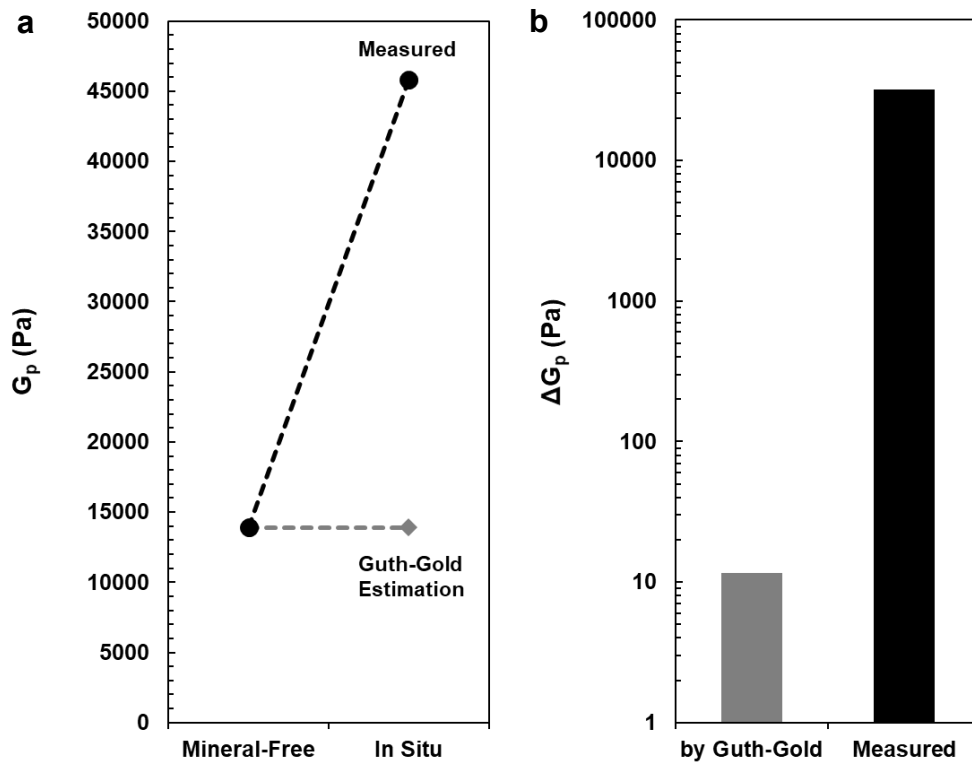 a
50000
45000
40000
35000
30000
25000
20000
15000
10000
5000
0
Gp (Pa)
Measured
Guth-Gold
Estimation
Mineral-Free
In Situ
b
100000
10000
1000
100
10
1
ΔGp (Pa)
by Guth-Gold
Measured